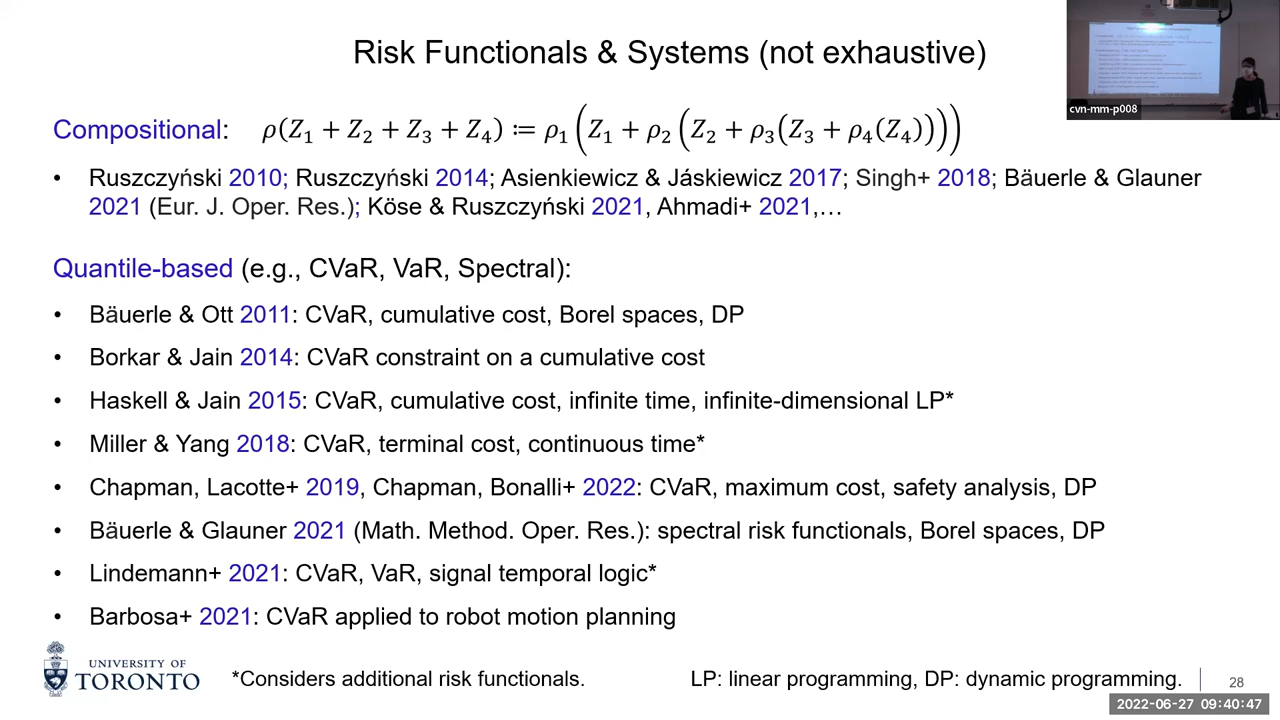 Risk Functionals & Systems (not exhaustive)
cvn-mm-p008
Compositional: ρ(Z₁ + Z₂ + Z₃ + Z₄) ≔ ρ₁(Z₁ + ρ₂(Z₂ + ρ₃(Z₃ + ρ₄(Z₄))))
• Ruszczyński 2010; Ruszczyński 2014; Asienkiewicz & Jáskiewicz 2017; Singh+ 2018; Bäuerle & Glauner
2021 (Eur. J. Oper. Res.); Köse & Ruszczyński 2021, Ahmadi+ 2021,…
Quantile-based (e.g., CVaR, VaR, Spectral):
• Bäuerle & Ott 2011: CVaR, cumulative cost, Borel spaces, DP
• Borkar & Jain 2014: CVaR constraint on a cumulative cost
• Haskell & Jain 2015: CVaR, cumulative cost, infinite time, infinite-dimensional LP*
• Miller & Yang 2018: CVaR, terminal cost, continuous time*
• Chapman, Lacotte+ 2019, Chapman, Bonalli+ 2022: CVaR, maximum cost, safety analysis, DP
• Bäuerle & Glauner 2021 (Math. Method. Oper. Res.): spectral risk functionals, Borel spaces, DP
• Lindemann+ 2021: CVaR, VaR, signal temporal logic*
• Barbosa+ 2021: CVaR applied to robot motion planning
UNIVERSITY OF
TORONTO
*Considers additional risk functionals.
LP: linear programming, DP: dynamic programming.
28
2022-06-27 09:40:47